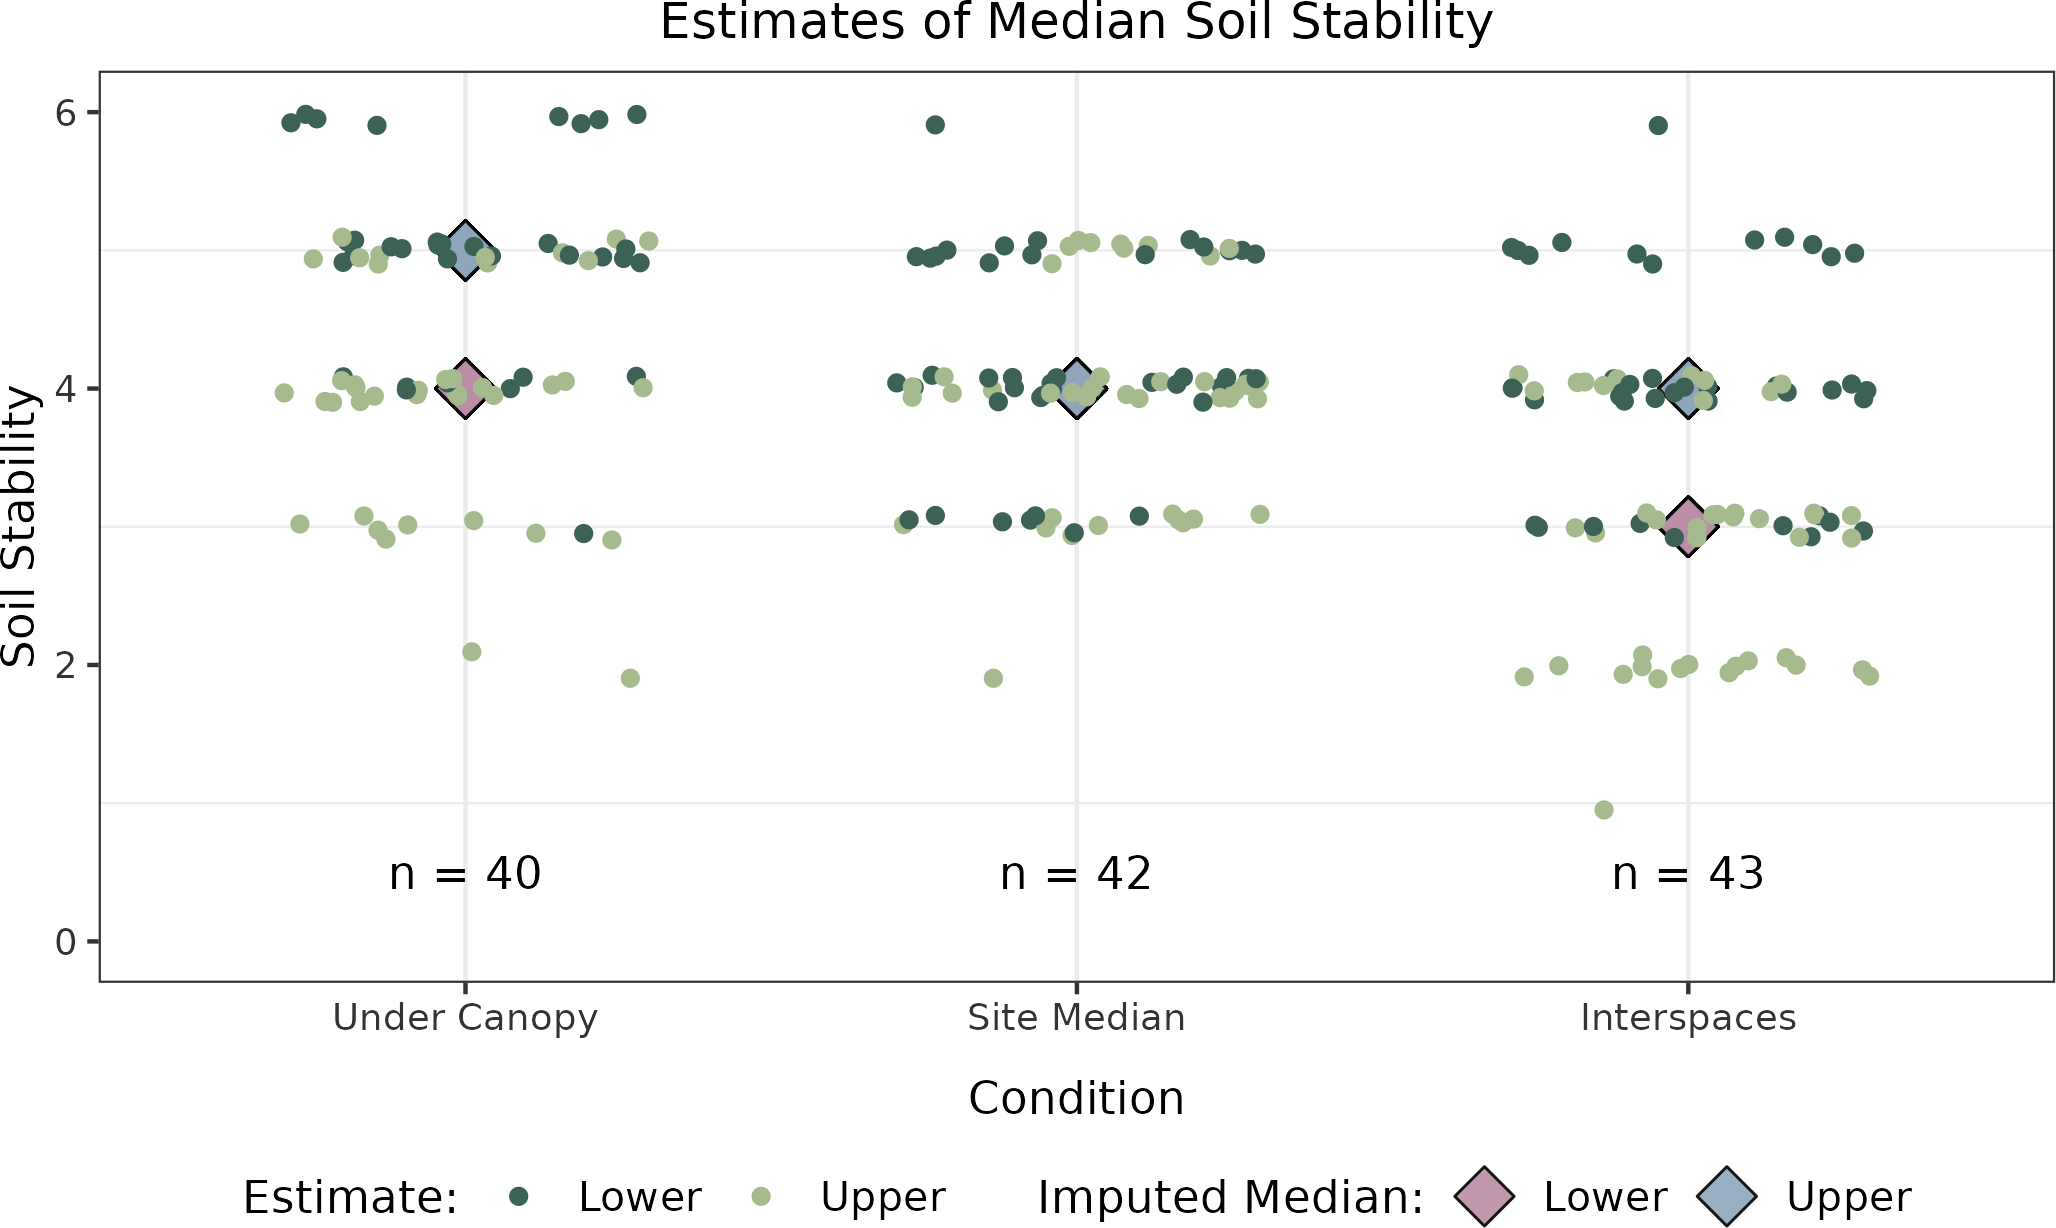 Estimates of Median Soil Stability
Soil Stability
6
4
2
0
n = 40
n = 42
n = 43
Under Canopy
Site Median
Interspaces
Condition
Estimate: Lower Upper Imputed Median: Lower Upper